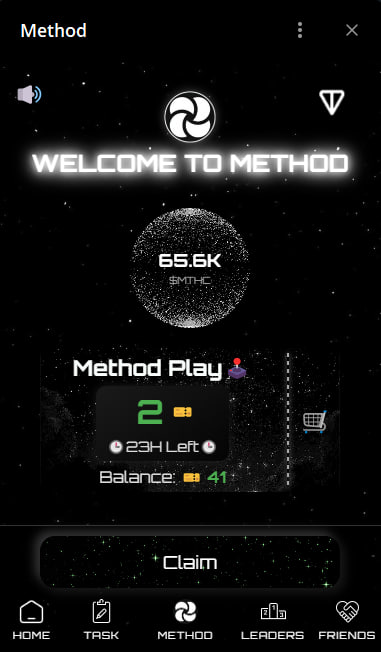 Method
WELCOME TO METHOD
65.6K
$MTHC
Method Play
2
23H Left
Balance: 41
Claim
HOME TASK METHOD LEADERS FRIENDS